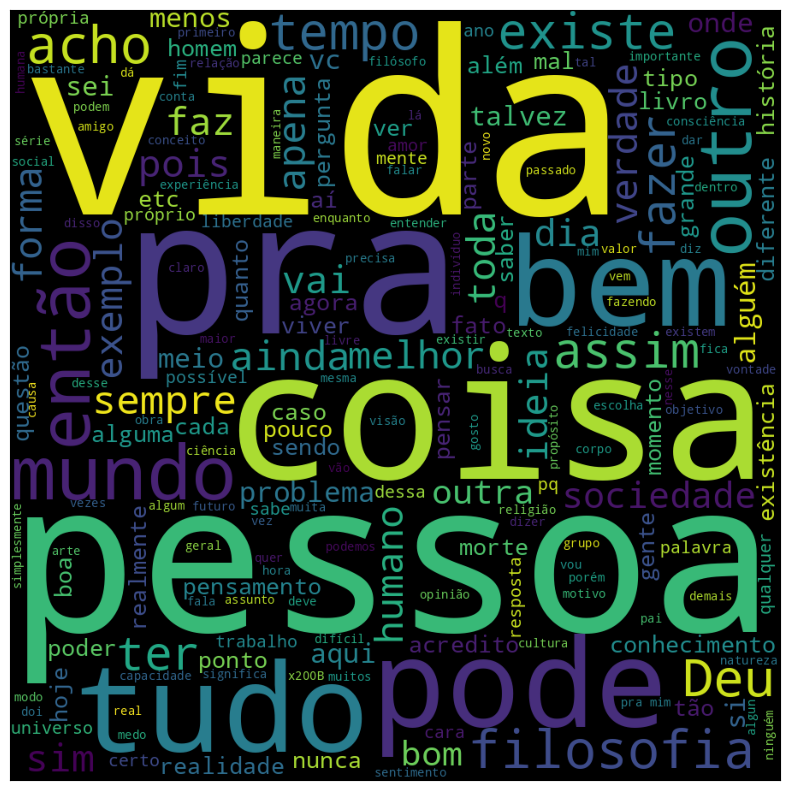 própria
menos
primeiro
tempo
ano
existe
onde
acho
homem
parece
vc
filósofo
além
mal
importante
bastante
dá
fim
relação
tal
humana
sei
vida
tipo
história
podem
conta
lá
talvez
livro
consciência
série
amigo
faz
apena
pergunta
maneira
ver
amor
mente
falar
novo
passado
parte
verdade
fazer
dar
outro
social
conceito
pois
experiência
dentro
forma
etc
próprio
aí
liberdade
enquanto
entender
toda
saber
dia
diferente
grande
disso
pra
bem
mim
valor
diz
então
exemplo
claro
quanto
vai
precisa
indivíduo
vem
alguém
agora
q
fazendo
viver
fato
texto
felicidade
existem
maior
livre
existir
fica
questão
meio
ainda
melhor
assim
desse
possível
mesma
busca
vontade
causa
sempre
coisa
ideia
nesse
obra
caso
visão
gosto
escolha
objetivo
alguma
cada
pouco
pensar
propósito
corpo
momento
existência
ciência
sendo
mundo
vão
problema
dessa
outra
pq
sociedade
religião
vezes
algum
futuro
vez
muita
sabe
humano
dizer
simplesmente
pessoa
realmente
geral
quer
podemos
morte
grupo
gente
palavra
arte
boa
hora
resposta
vou
porém
qualquer
pensamento
opinião
motivo
fala
assunto
deve
demais
trabalho
difícil
cultura
pai
poder
ter
ponto
aqui
acredito
pode
conhecimento
tudo
capacidade
significa
x200B
muitos
Deu
natureza
modo
doi
hoje
real
pra mim
si
algun
ninguém
universo
medo
cara
tão
sim
certo
realidade
nunca
bom
filosofia
sentimento